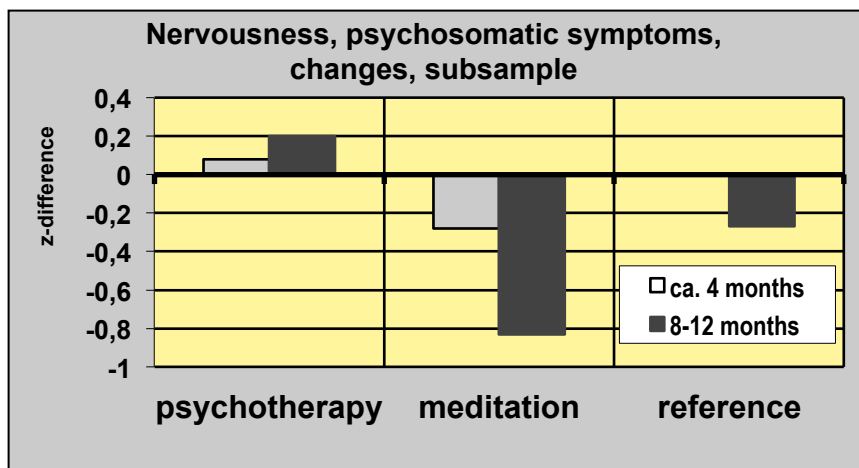 Nervousness, psychosomatic symptoms,
changes, subsample
z-difference
0,4
0,2
0
-0,2
-0,4
-0,6
-0,8
-1
ca. 4 months
8-12 months
psychotherapy meditation reference